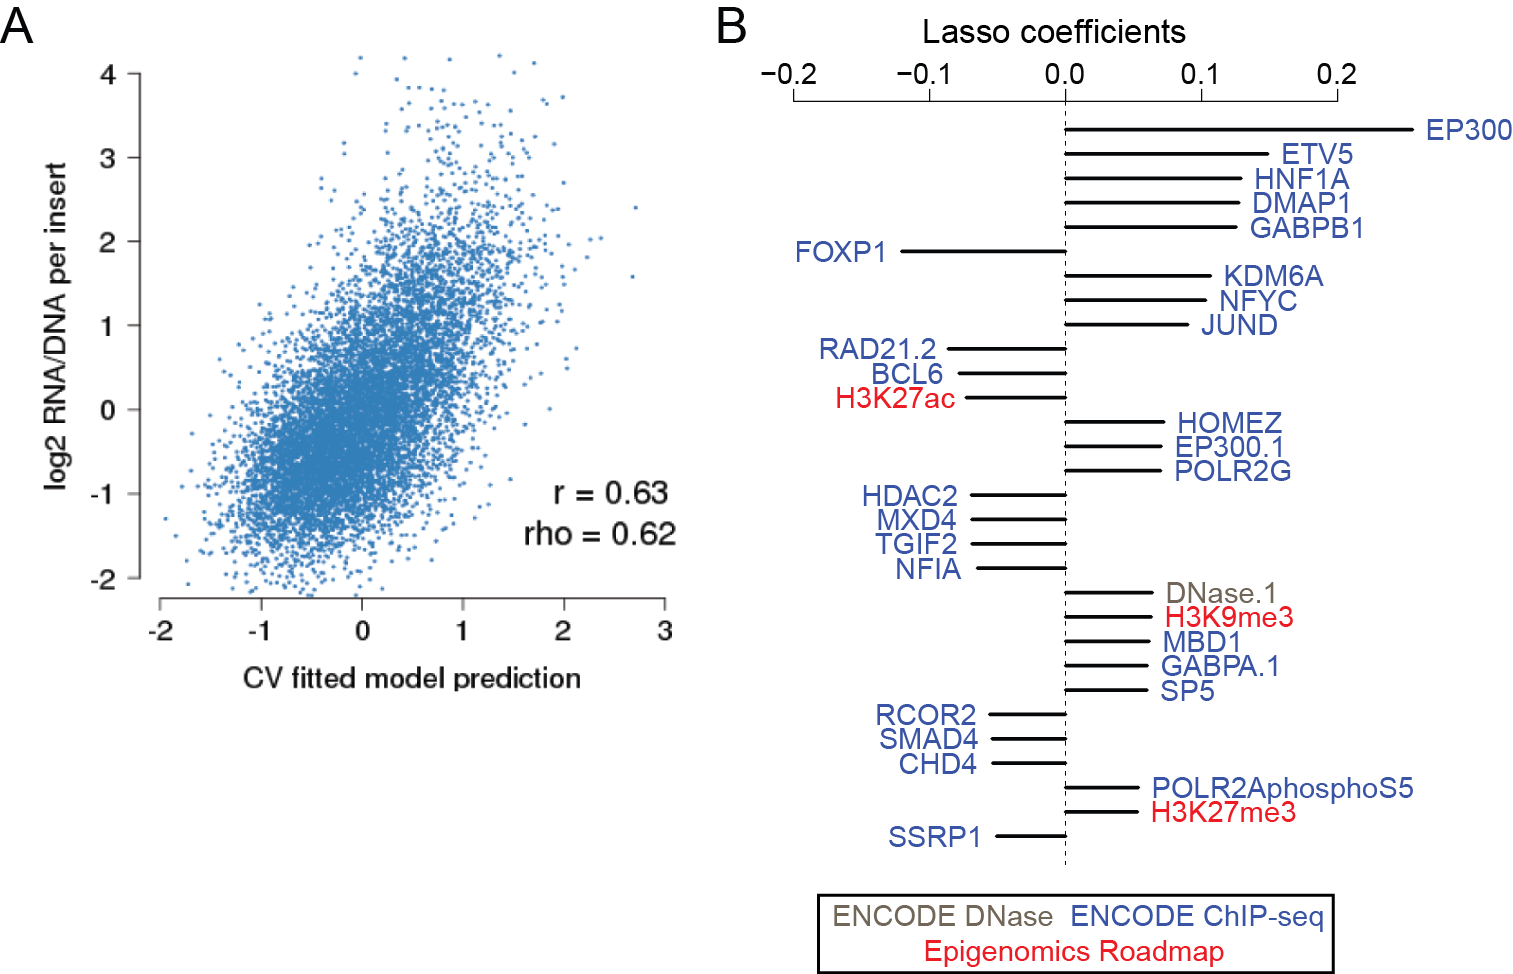 A
4
3
2
1
0
-1
-2
log2 RNA/DNA per insert
r = 0.63
rho = 0.62
-2 -1 0 1 2 3
CV fitted model prediction
B
Lasso coefficients
−0.2 −0.1 0.0 0.1 0.2
EP300
ETV5
HNF1A
DMAP1
GABPB1
FOXP1
KDM6A
NFYC
JUND
RAD21.2
BCL6
H3K27ac
HOMEZ
EP300.1
POLR2G
HDAC2
MXD4
TGIF2
NFIA
DNase.1
H3K9me3
MBD1
GABPA.1
SP5
RCOR2
SMAD4
CHD4
POLR2AphosphoS5
H3K27me3
SSRP1
ENCODE DNase ENCODE ChIP-seq
Epigenomics Roadmap